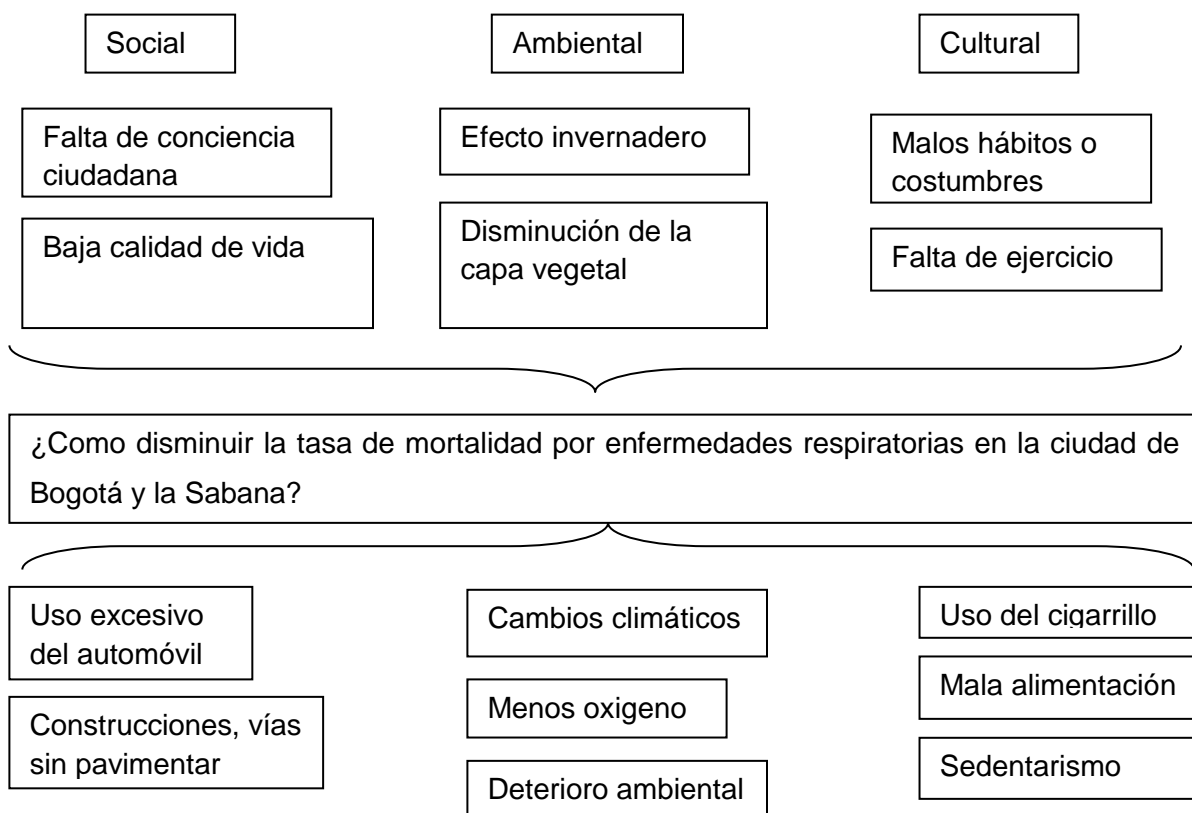 Social
Ambiental
Cultural
Falta de conciencia
ciudadana
Efecto invernadero
Malos hábitos o
costumbres
Baja calidad de vida
Disminución de la
capa vegetal
Falta de ejercicio
¿Como disminuir la tasa de mortalidad por enfermedades respiratorias en la ciudad de
Bogotá y la Sabana?
Uso excesivo
del automóvil
Cambios climáticos
Uso del cigarrillo
Construcciones, vías
sin pavimentar
Menos oxigeno
Mala alimentación
Deterioro ambiental
Sedentarismo